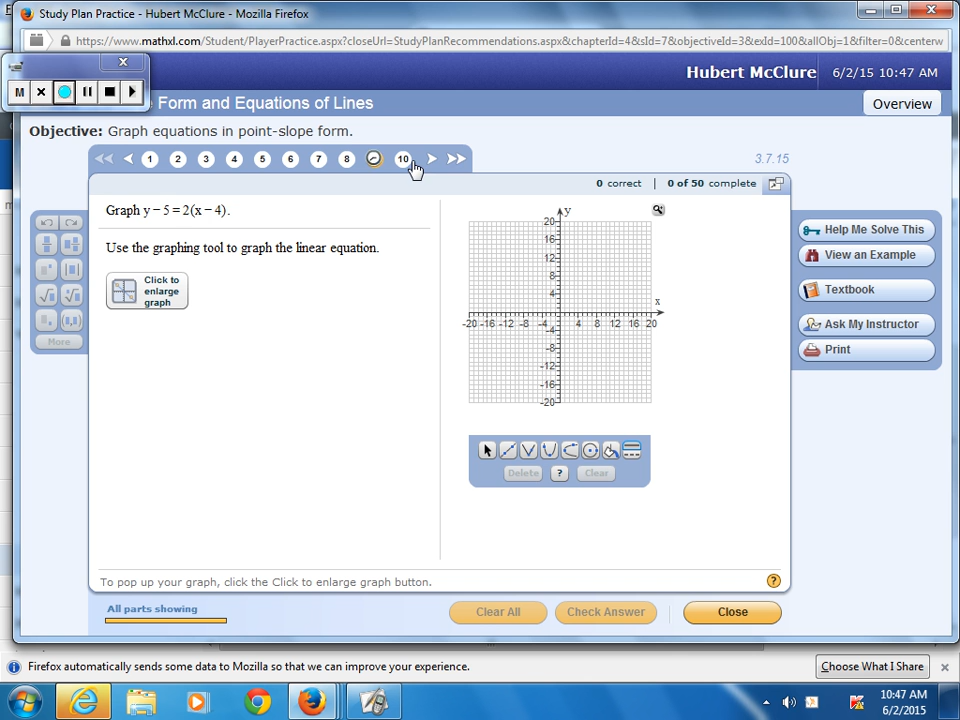 Study Plan Practice - Hubert McClure - Mozilla Firefox
https://www.mathxl.com/Student/PlayerPractice.aspx?closeUrl=StudyPlanRecommendations.aspx&chapterId=4&sId=7&objectiveId=3&exId=100&allObj=1&filter=0&centerw
Hubert McClure 6/2/15 10:47 AM
M
Form and Equations of Lines
Overview
Objective: Graph equations in point-slope form.
1 2 3 4 5 6 7 8 10
3.7.15
0 correct | 0 of 50 complete
Graph y − 5 = 2(x − 4).
Use the graphing tool to graph the linear equation.
Click to
enlarge
graph
More
y
20
16
12
8
4
x
-20 -16 -12 -8 -4 4 8 12 16 20
-4
-8
-12
-16
-20
Delete ? Clear
Help Me Solve This
View an Example
Textbook
Ask My Instructor
Print
To pop up your graph, click the Click to enlarge graph button.
?
All parts showing
Clear All
Check Answer
Close
Firefox automatically sends some data to Mozilla so that we can improve your experience.
Choose What I Share
10:47 AM
6/2/2015